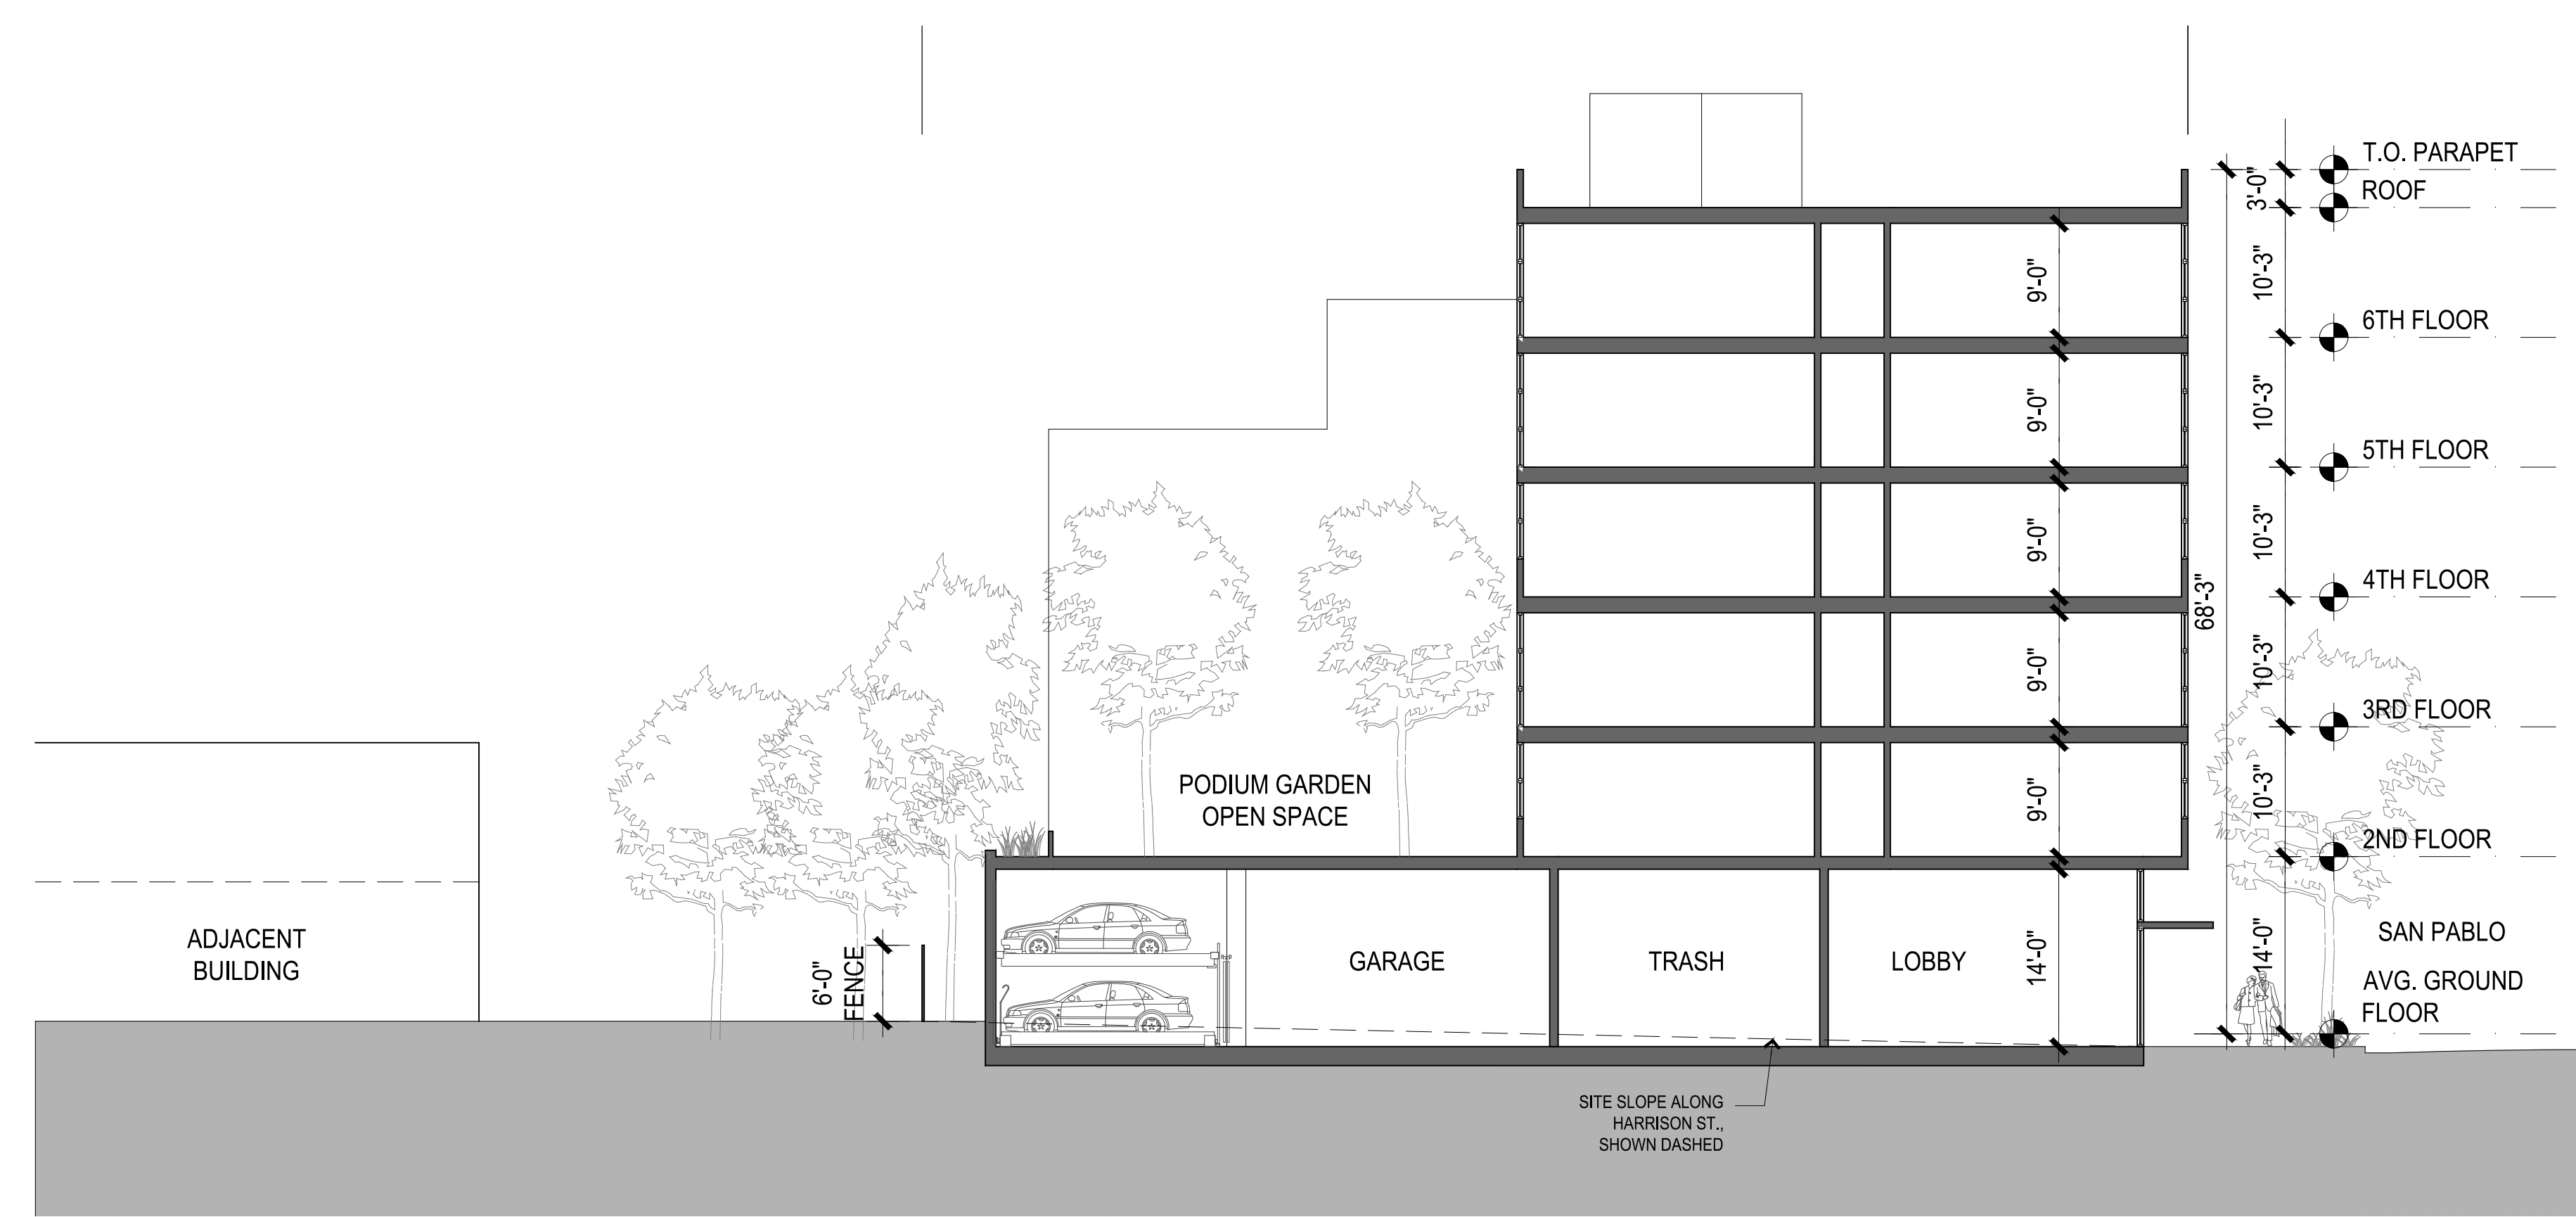 T.O. PARAPET
3'-0"
ROOF
10'-3"
9'-0"
6TH FLOOR
10'-3"
9'-0"
5TH FLOOR
10'-3"
9'-0"
4TH FLOOR
68'-3"
10'-3"
9'-0"
3RD FLOOR
10'-3"
9'-0"
2ND FLOOR
PODIUM GARDEN
OPEN SPACE
ADJACENT
BUILDING
6'-0"
FENCE
GARAGE
TRASH
LOBBY
14'-0"
14'-0"
SAN PABLO
AVG. GROUND
FLOOR
SITE SLOPE ALONG
HARRISON ST.,
SHOWN DASHED